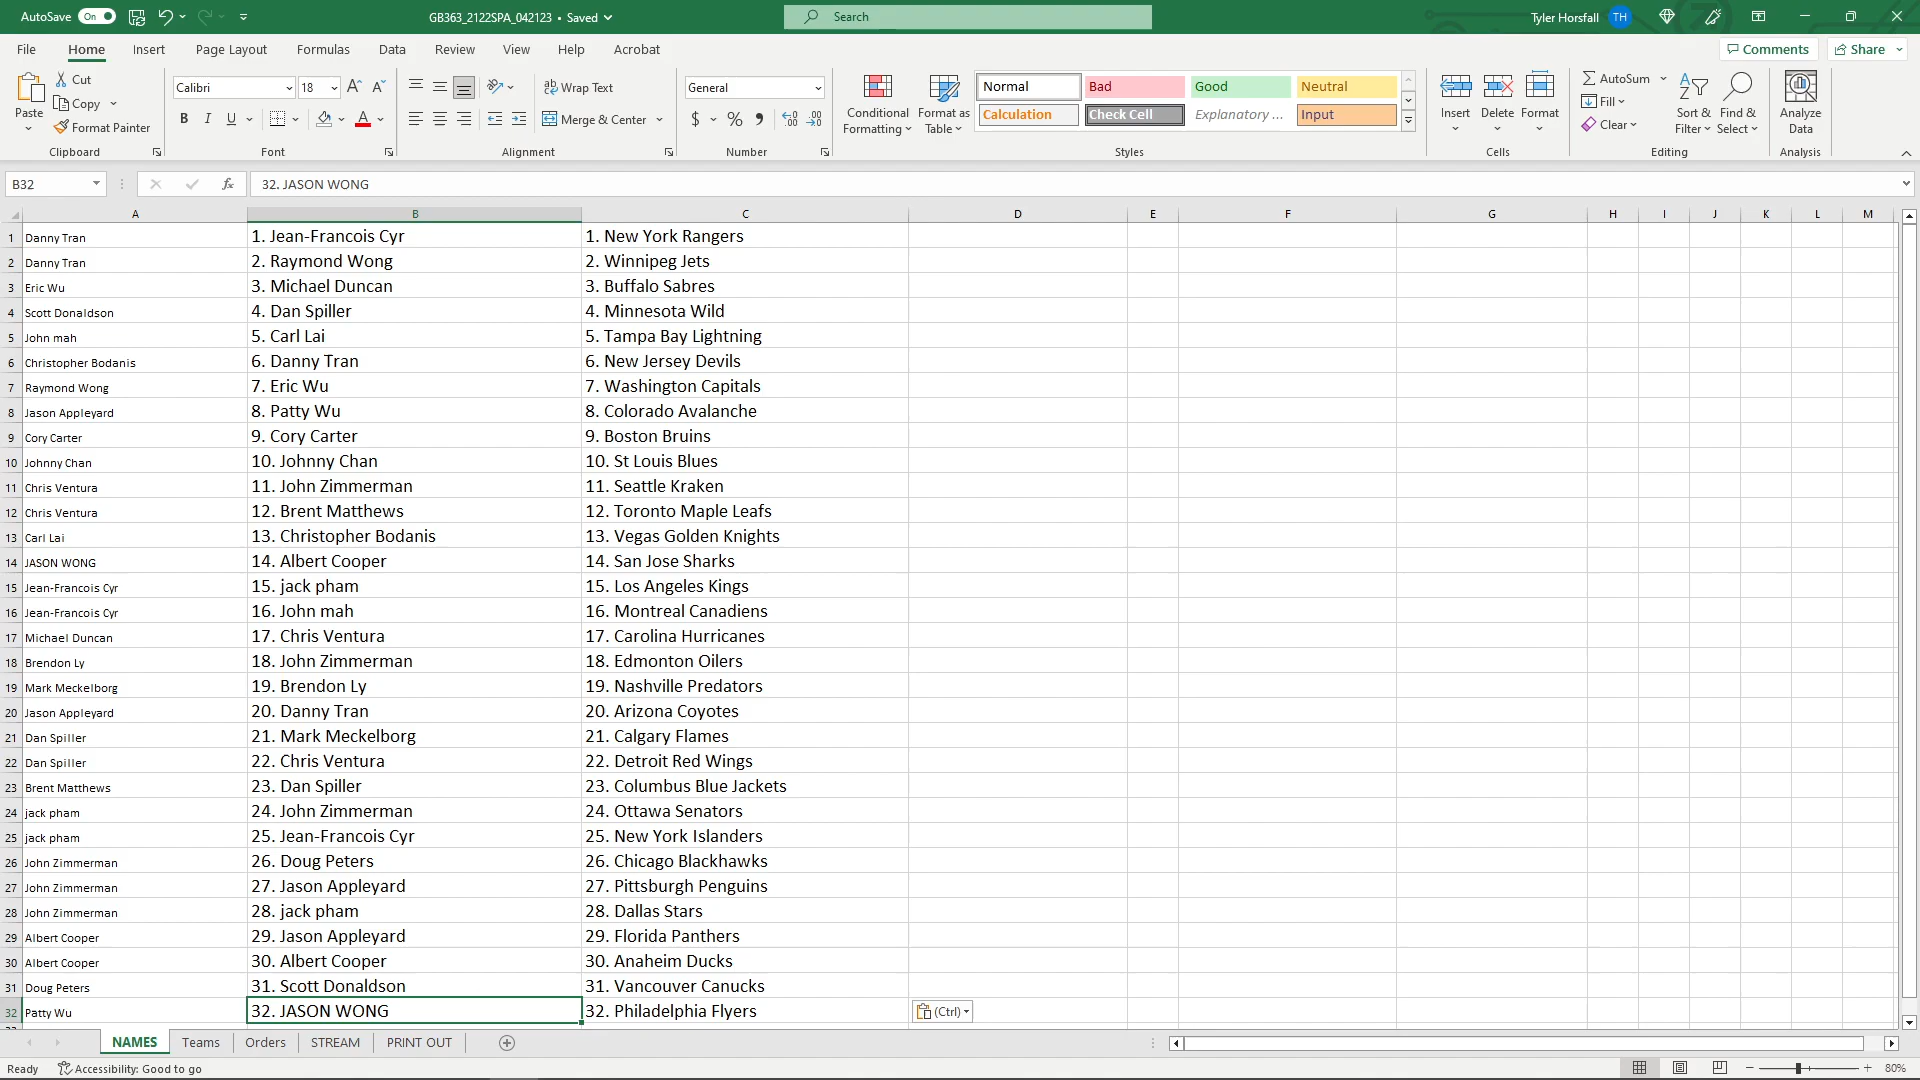 AutoSave On GB363_2122SPA_042123 • Saved Search Tyler Horsfall TH
File Home Insert Page Layout Formulas Data Review View Help Acrobat Comments Share
Paste Cut Copy Format Painter Clipboard
Calibri 18 A A B I U A Font
ab Wrap Text Merge & Center Alignment
General $ % 9 Number
Conditional Formatting Format as Table
Normal Bad Good Neutral
Calculation Check Cell Explanatory ... Input
Styles
Insert Delete Format Cells
AutoSum Fill Clear Sort & Filter Find & Select Editing
Analyze Data Analysis
B32 fx 32. JASON WONG
A B C D E F G H I J K L M
1 Danny Tran 1. Jean-Francois Cyr 1. New York Rangers
2 Danny Tran 2. Raymond Wong 2. Winnipeg Jets
3 Eric Wu 3. Michael Duncan 3. Buffalo Sabres
4 Scott Donaldson 4. Dan Spiller 4. Minnesota Wild
5 John mah 5. Carl Lai 5. Tampa Bay Lightning
6 Christopher Bodanis 6. Danny Tran 6. New Jersey Devils
7 Raymond Wong 7. Eric Wu 7. Washington Capitals
8 Jason Appleyard 8. Patty Wu 8. Colorado Avalanche
9 Cory Carter 9. Cory Carter 9. Boston Bruins
10 Johnny Chan 10. Johnny Chan 10. St Louis Blues
11 Chris Ventura 11. John Zimmerman 11. Seattle Kraken
12 Chris Ventura 12. Brent Matthews 12. Toronto Maple Leafs
13 Carl Lai 13. Christopher Bodanis 13. Vegas Golden Knights
14 JASON WONG 14. Albert Cooper 14. San Jose Sharks
15 Jean-Francois Cyr 15. jack pham 15. Los Angeles Kings
16 Jean-Francois Cyr 16. John mah 16. Montreal Canadiens
17 Michael Duncan 17. Chris Ventura 17. Carolina Hurricanes
18 Brendon Ly 18. John Zimmerman 18. Edmonton Oilers
19 Mark Meckelborg 19. Brendon Ly 19. Nashville Predators
20 Jason Appleyard 20. Danny Tran 20. Arizona Coyotes
21 Dan Spiller 21. Mark Meckelborg 21. Calgary Flames
22 Dan Spiller 22. Chris Ventura 22. Detroit Red Wings
23 Brent Matthews 23. Dan Spiller 23. Columbus Blue Jackets
24 jack pham 24. John Zimmerman 24. Ottawa Senators
25 jack pham 25. Jean-Francois Cyr 25. New York Islanders
26 John Zimmerman 26. Doug Peters 26. Chicago Blackhawks
27 John Zimmerman 27. Jason Appleyard 27. Pittsburgh Penguins
28 John Zimmerman 28. jack pham 28. Dallas Stars
29 Albert Cooper 29. Jason Appleyard 29. Florida Panthers
30 Albert Cooper 30. Albert Cooper 30. Anaheim Ducks
31 Doug Peters 31. Scott Donaldson 31. Vancouver Canucks
32 Patty Wu 32. JASON WONG 32. Philadelphia Flyers (Ctrl)
NAMES Teams Orders STREAM PRINT OUT
Ready Accessibility: Good to go 80%